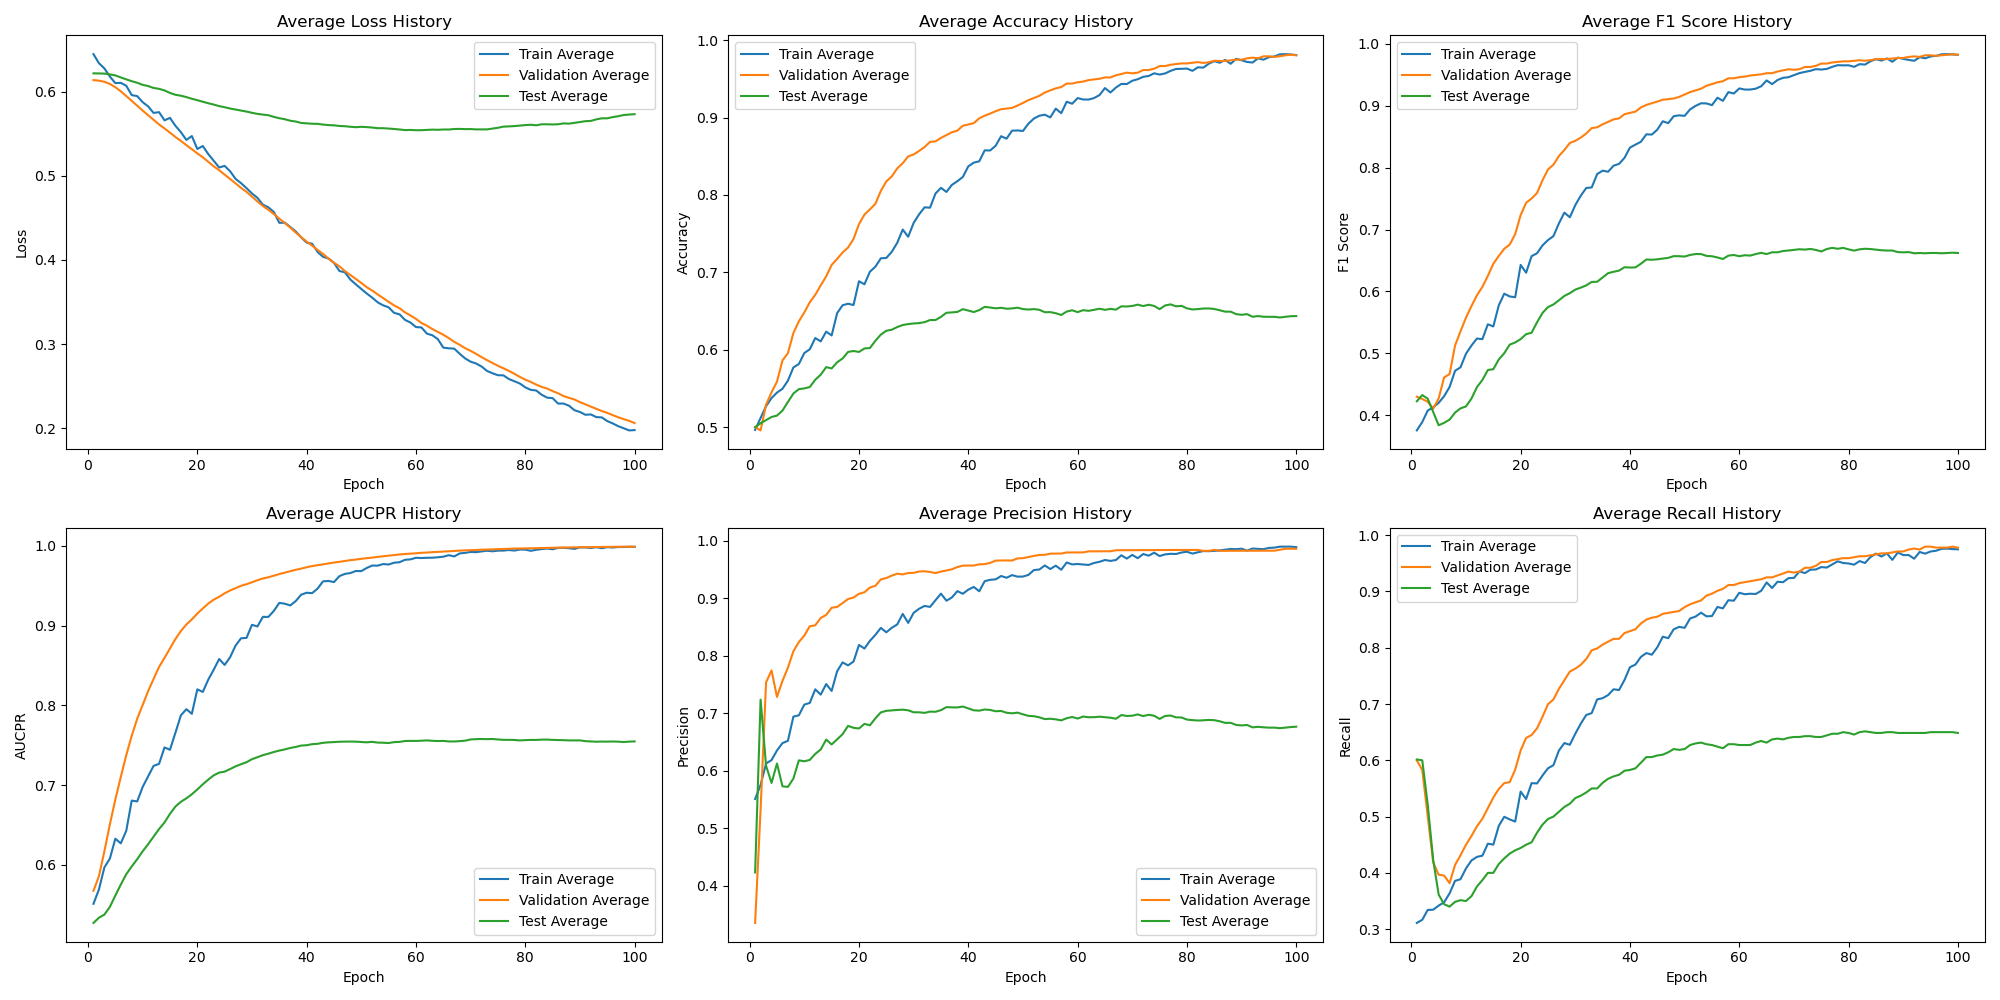 Average Loss History
Train Average
Validation Average
Test Average
0.6
0.5
0.4
0.3
0.2
Loss
0 20 40 60 80 100
Epoch
Average Accuracy History
Train Average
Validation Average
Test Average
1.0
0.9
0.8
0.7
0.6
0.5
Accuracy
0 20 40 60 80 100
Epoch
Average F1 Score History
Train Average
Validation Average
Test Average
1.0
0.9
0.8
0.7
0.6
0.5
0.4
F1 Score
0 20 40 60 80 100
Epoch
Average AUCPR History
1.0
0.9
0.8
0.7
0.6
AUCPR
Train Average
Validation Average
Test Average
0 20 40 60 80 100
Epoch
Average Precision History
1.0
0.9
0.8
0.7
0.6
0.5
0.4
Precision
Train Average
Validation Average
Test Average
0 20 40 60 80 100
Epoch
Average Recall History
Train Average
Validation Average
Test Average
1.0
0.9
0.8
0.7
0.6
0.5
0.4
0.3
Recall
0 20 40 60 80 100
Epoch